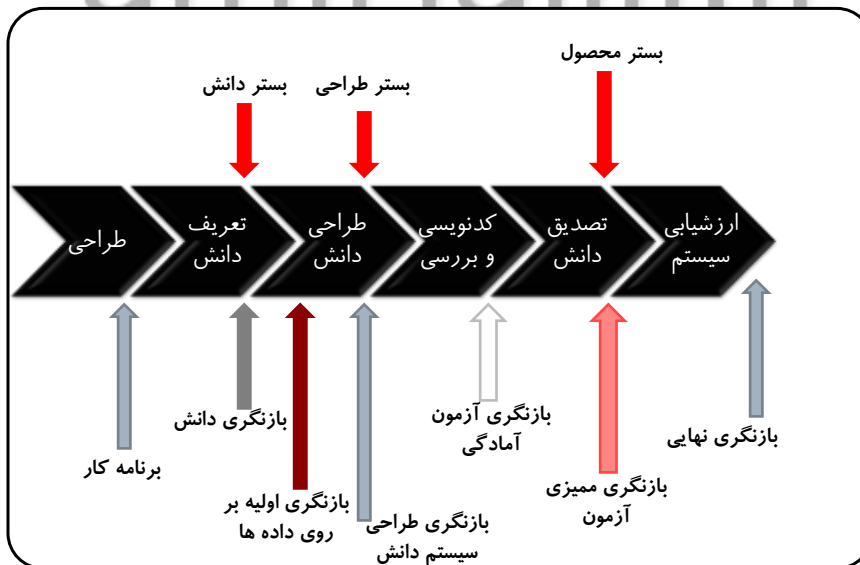 بستر دانش
بستر طراحی
بستر محصول
طراحی
تعریف
دانش
طراحی
دانش
کدنویسی
و بررسی
تصدیق
دانش
ارزشیابی
سیستم
برنامه کار
بازنگری دانش
بازنگری اولیه بر
روی داده ها
بازنگری طراحی
سیستم دانش
بازنگری آزمون
آمادگی
بازنگری ممیزی
آزمون
بازنگری نهایی